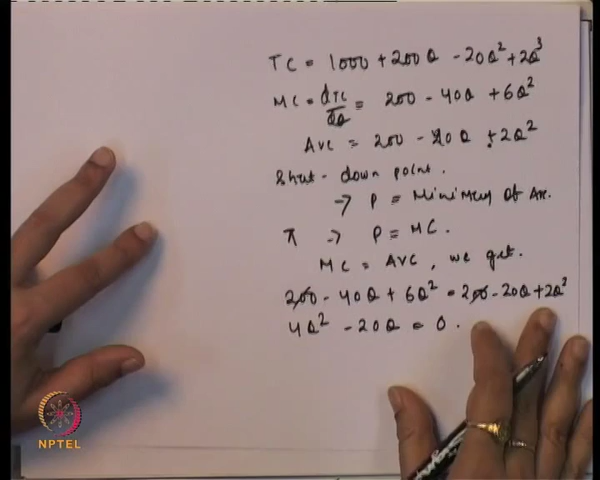 TC = 1000 + 200Q - 20Q² + 2Q³
MC = dTC/dQ = 200 - 40Q + 6Q²
AVC = 200 - 20Q + 2Q²
Shut-down point.
→ P = Minimum of AVC.
π → P = MC.
MC = AVC, we get.
200 - 40Q + 6Q² = 200 - 20Q + 2Q²
4Q² - 20Q = 0.
NPTEL